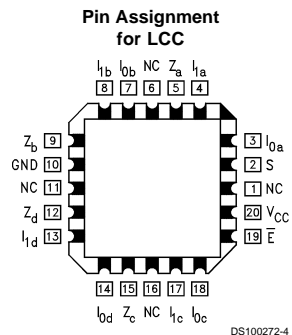 Pin Assignment
for LCC
I1b I0b NC Za I1a
8 7 6 5 4
Zb 9
GND 10
NC 11
Zd 12
I1d 13
3 I0a
2 S
1 NC
20 VCC
19 E̅
14 15 16 17 18
I0d Zc NC I1c I0c
DS100272-4